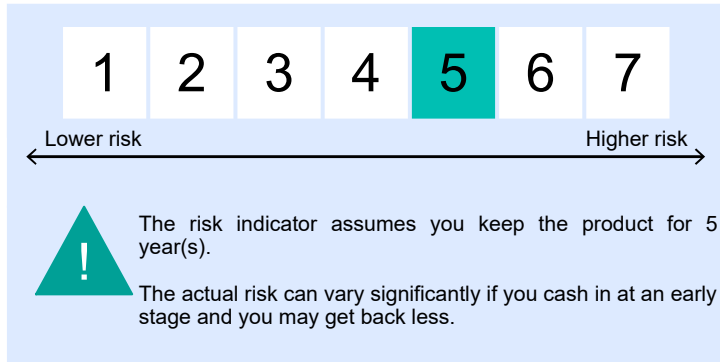 1 2 3 4 5 6 7
Lower risk Higher risk
!
The risk indicator assumes you keep the product for 5
year(s).
The actual risk can vary significantly if you cash in at an early
stage and you may get back less.